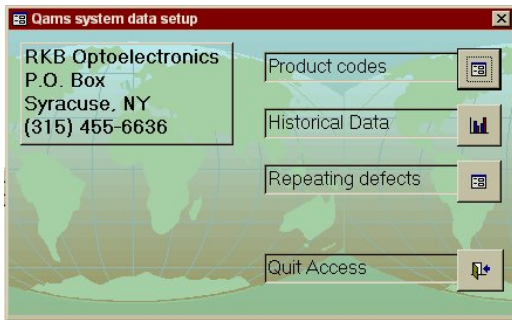 Qams system data setup
RKB Optoelectronics
P.O. Box
Syracuse, NY
(315) 455-6636
Product codes
Historical Data
Repeating defects
Quit Access